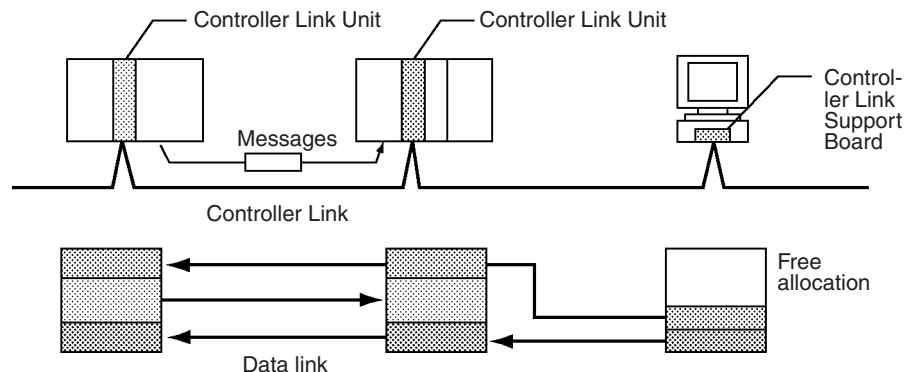 Controller Link Unit
Controller Link Unit
Control-
ler Link
Support
Board
Messages
Controller Link
Free
allocation
Data link